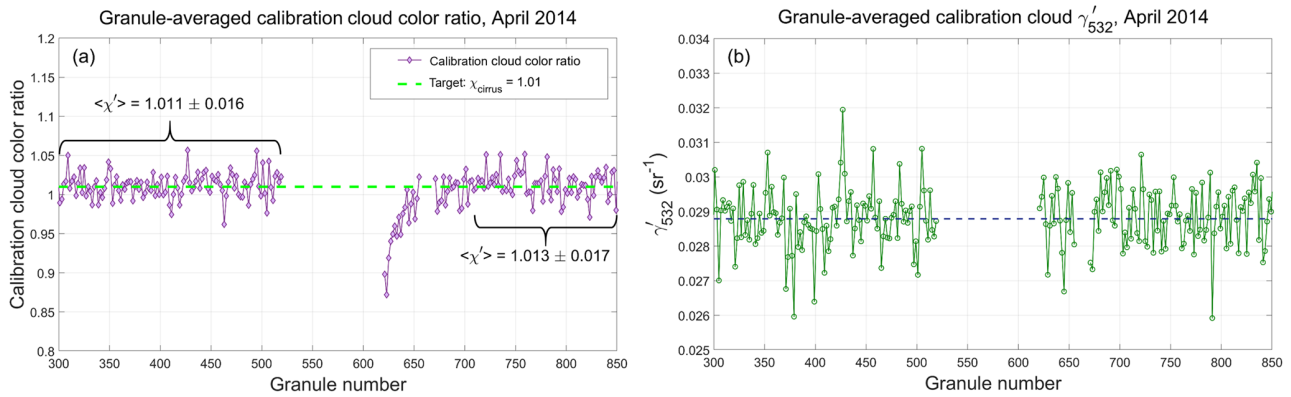 Granule-averaged calibration cloud color ratio, April 2014
(a)
Calibration cloud color ratio
Target: χcirrus = 1.01
<χ′> = 1.011 ± 0.016
<χ′> = 1.013 ± 0.017
1.2
1.15
1.1
1.05
1
0.95
0.9
0.85
0.8
Calibration cloud color ratio
300 350 400 450 500 550 600 650 700 750 800 850
Granule number
Granule-averaged calibration cloud γ′532, April 2014
(b)
0.034
0.033
0.032
0.031
0.03
0.029
0.028
0.027
0.026
0.025
γ′532 (sr⁻¹)
300 350 400 450 500 550 600 650 700 750 800 850
Granule number